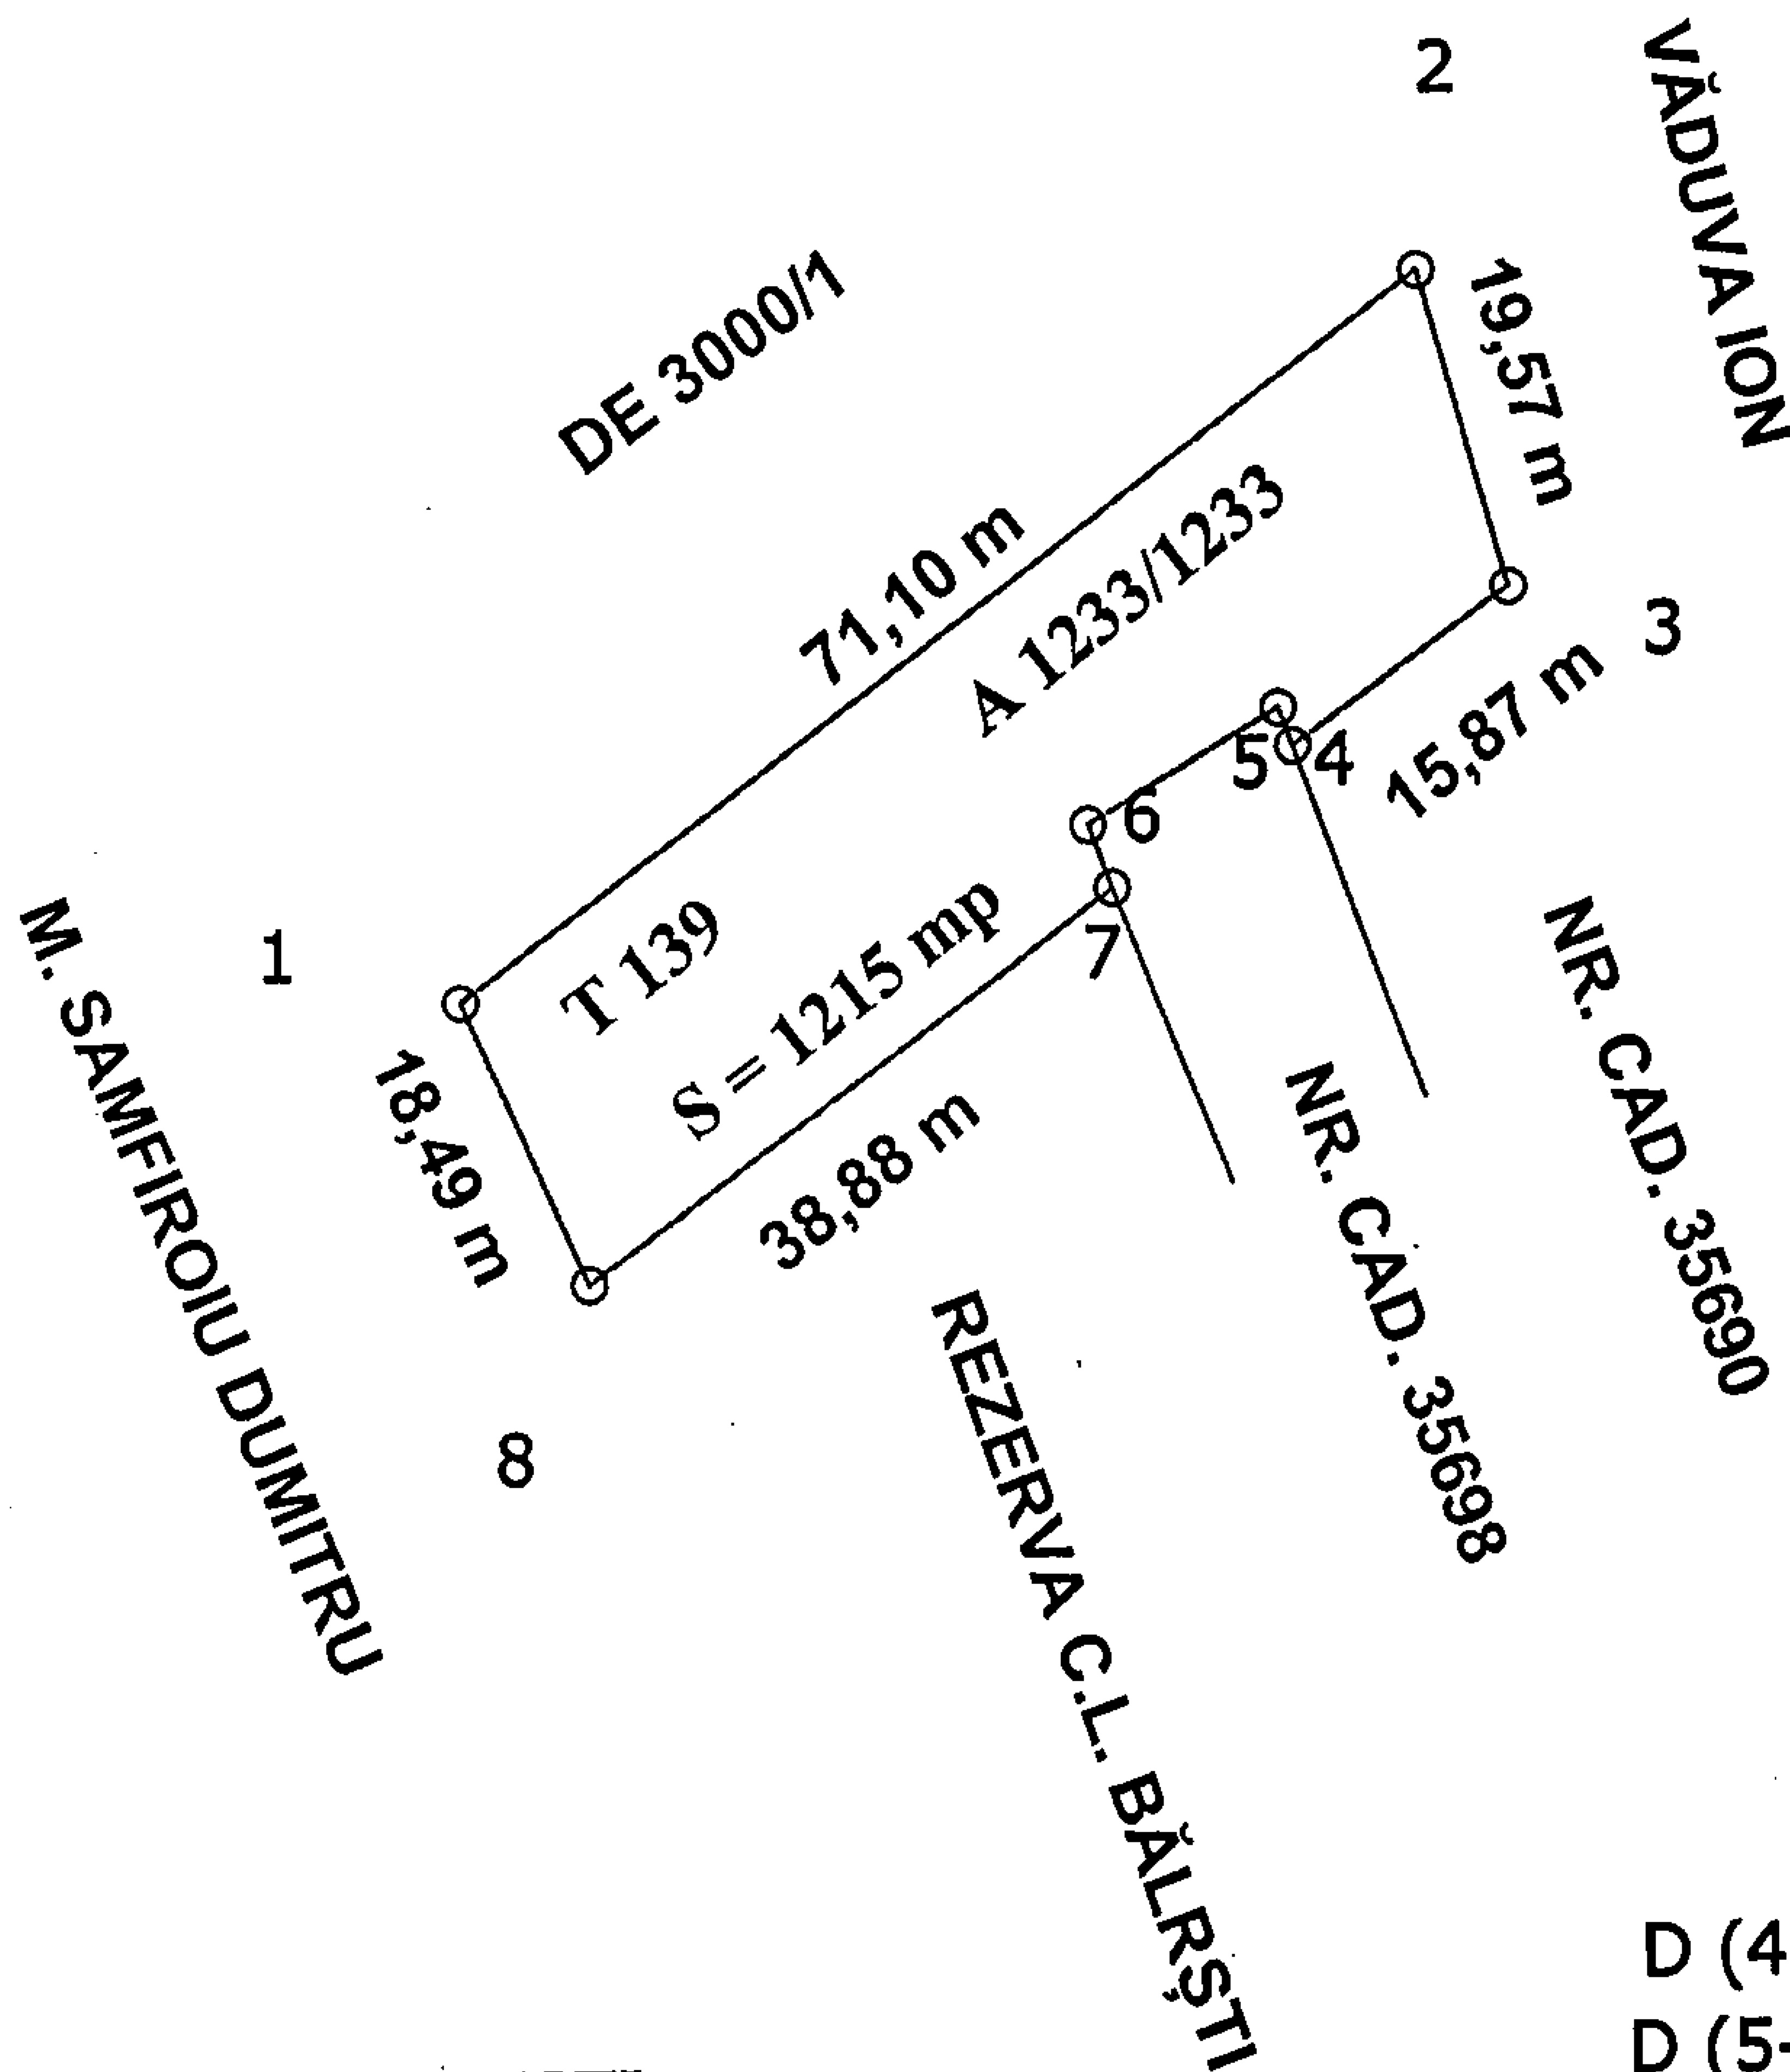 2
VĂDUVA ION
DE 3000/1
19,57 m
71,10 m
A 1233/1233
3
5
4
15,87 m
6
M. SAMFIROIU DUMITRU
1
T 139
S = 1215 mp
7
NR. CAD. 35690
18,49 m
38,88 m
NR. CAD. 35698
8
REZERVA C.L. BĂLRȘTI
D (4
D (5-